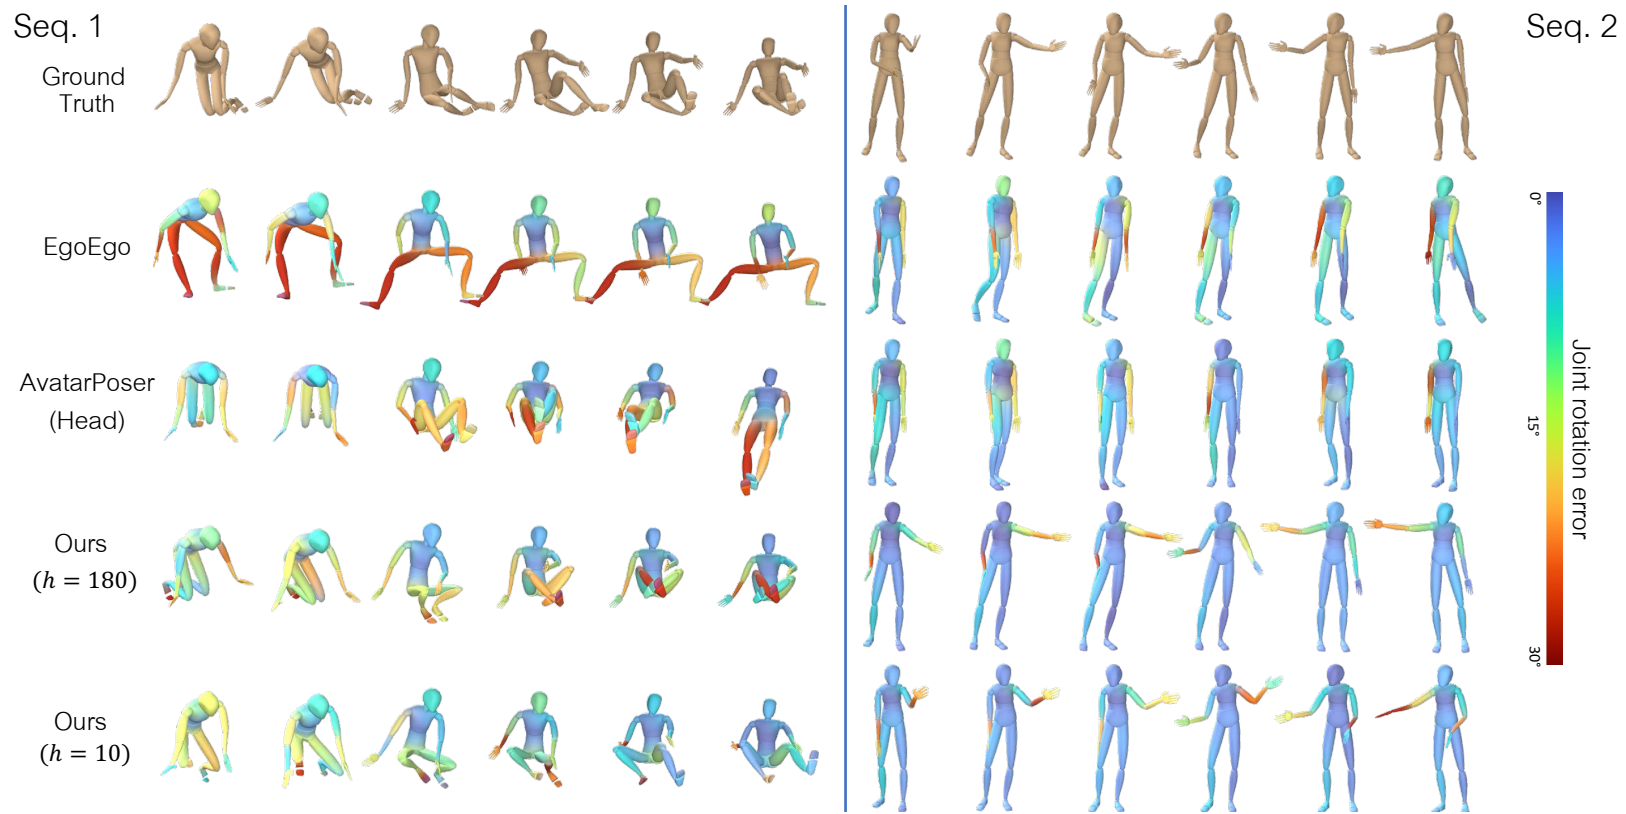 Seq. 1
Seq. 2
Ground
Truth
EgoEgo
AvatarPoser
(Head)
Ours
(h = 180)
Ours
(h = 10)
0°
15°
30°
Joint rotation error